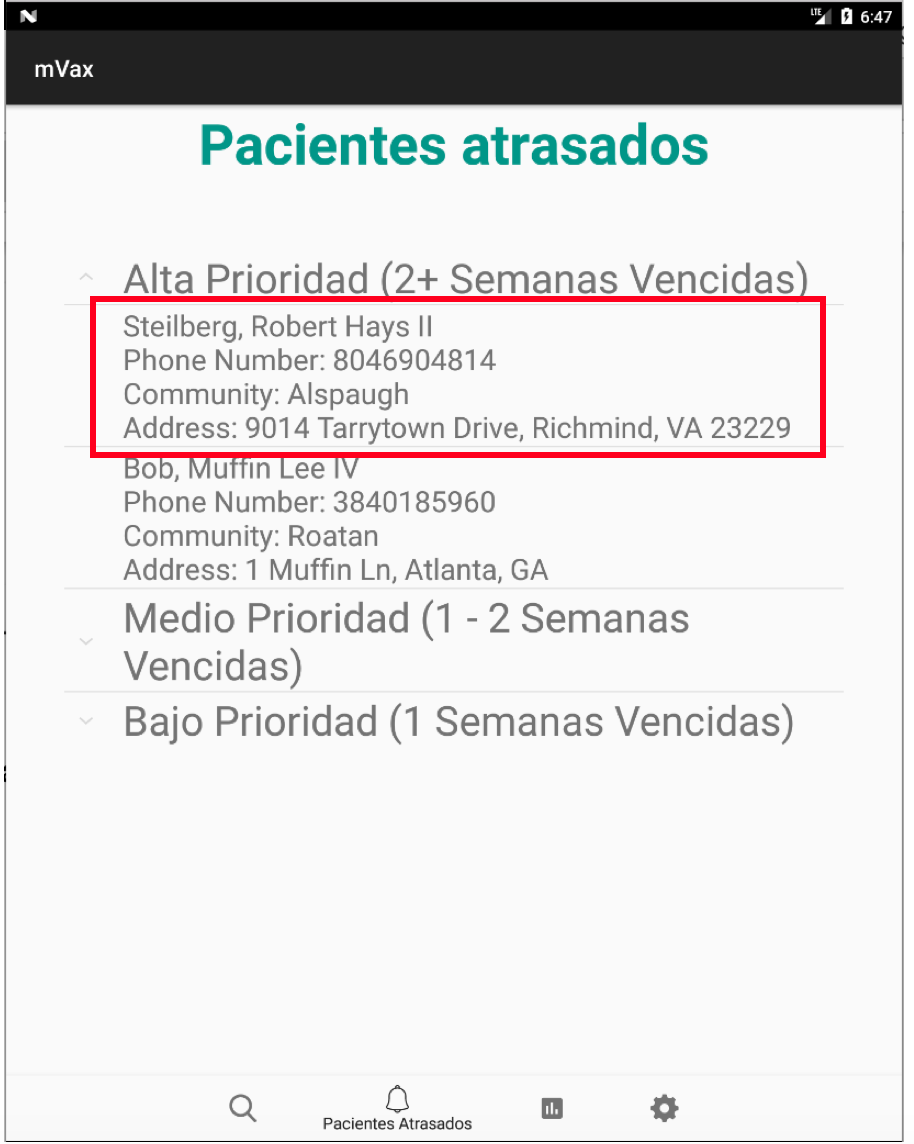 LTE 6:47
mVax
Pacientes atrasados
Alta Prioridad (2+ Semanas Vencidas)
Steilberg, Robert Hays II
Phone Number: 8046904814
Community: Alspaugh
Address: 9014 Tarrytown Drive, Richmind, VA 23229
Bob, Muffin Lee IV
Phone Number: 3840185960
Community: Roatan
Address: 1 Muffin Ln, Atlanta, GA
Medio Prioridad (1 - 2 Semanas
Vencidas)
Bajo Prioridad (1 Semanas Vencidas)
Pacientes Atrasados